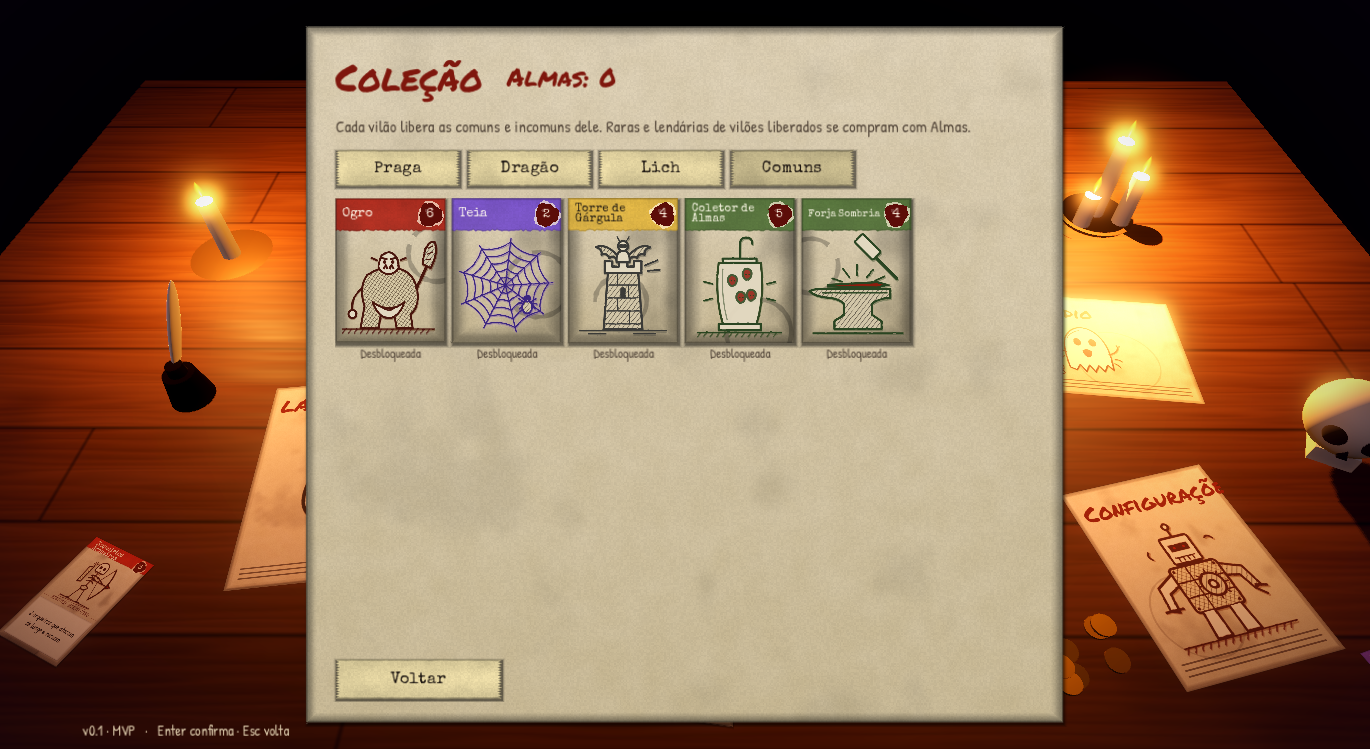 Coleção Almas: 0
Cada vilão libera as comuns e incomuns dele. Raras e lendárias de vilões liberados se compram com Almas.
Praga Dragão Lich Comuns
Ogro 6
Teia 2
Torre de
Gárgula 4
Coletor de
Almas 5
Forja Sombria 4
Desbloqueada Desbloqueada Desbloqueada Desbloqueada Desbloqueada
Configuraçõ
Voltar
v0.1 · MVP · Enter confirma · Esc volta